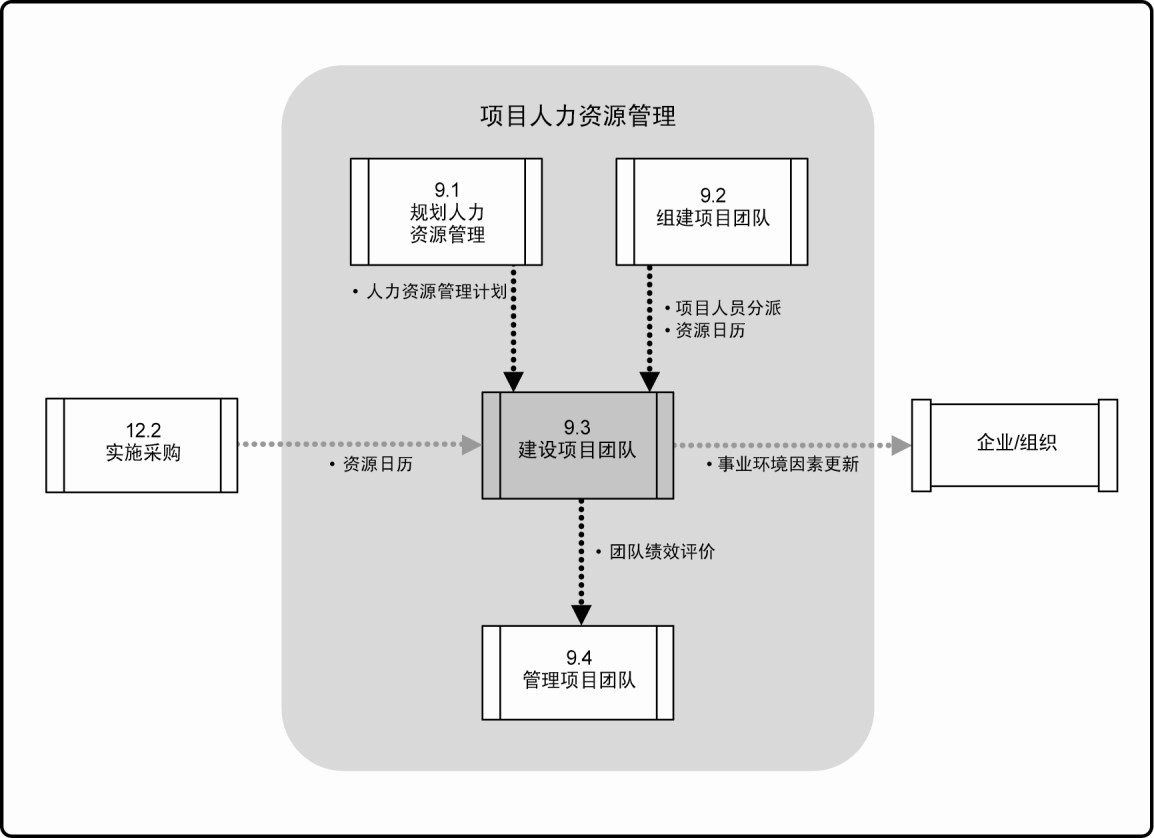 项目人力资源管理
9.1
规划人力
资源管理
9.2
组建项目团队
• 人力资源管理计划
• 项目人员分派
• 资源日历
12.2
实施采购
• 资源日历
9.3
建设项目团队
• 事业环境因素更新
企业/组织
• 团队绩效评价
9.4
管理项目团队